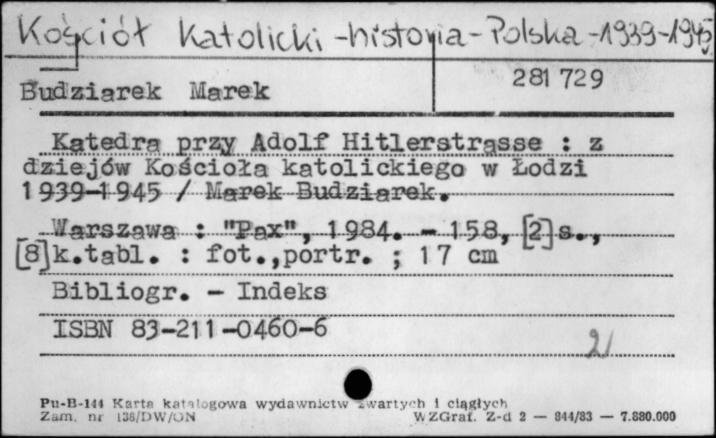 Kościół Katolicki - historia - Polska - 1939-1945
Budziarek Marek
281 729
Katedra przy Adolf Hitlerstrasse : z
dziejów Kościoła katolickiego w Łodzi
1939-1945 / Marek Budziarek.
Warszawa : "Pax", 1984. - 158, [2] s.,
[8] k.tabl. : fot.,portr. ; 17 cm
Bibliogr. - Indeks
ISBN 83-211-0460-6
2
Pu-B-144 Karta katalogowa wydawnictw zwartych i ciągłych
Zam. nr 136/DW/ON WZGraf. Z-d 2 — 844/83 — 7.880.000